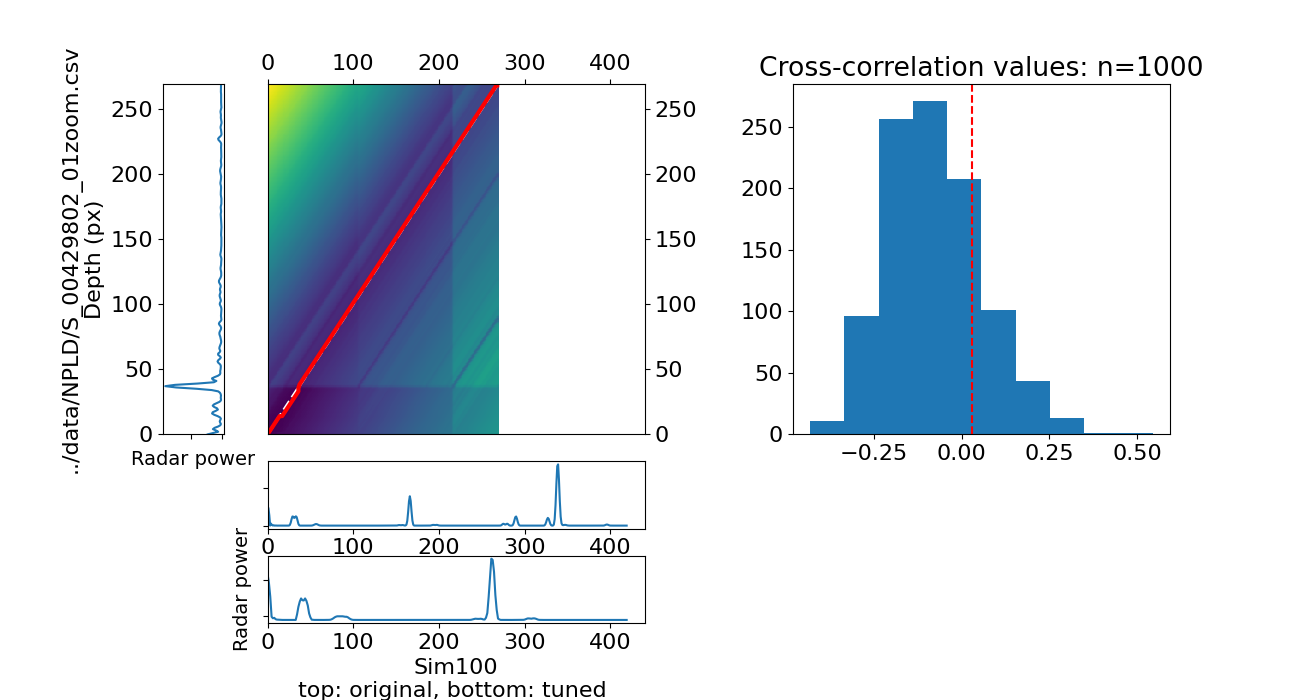 0 100 200 300 400
Cross-correlation values: n=1000
../data/NPLD/S_00429802_01zoom.csv
Depth (px)
250
200
150
100
50
0
250
200
150
100
50
0
250
200
150
100
50
0
−0.25 0.00 0.25 0.50
Radar power
0 100 200 300 400
Radar power
0 100 200 300 400
Sim100
top: original, bottom: tuned